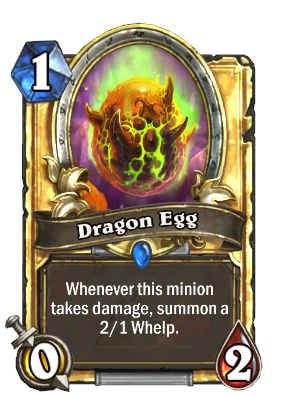 1
Dragon Egg
Whenever this minion
takes damage, summon a
2/1 Whelp.
0
2